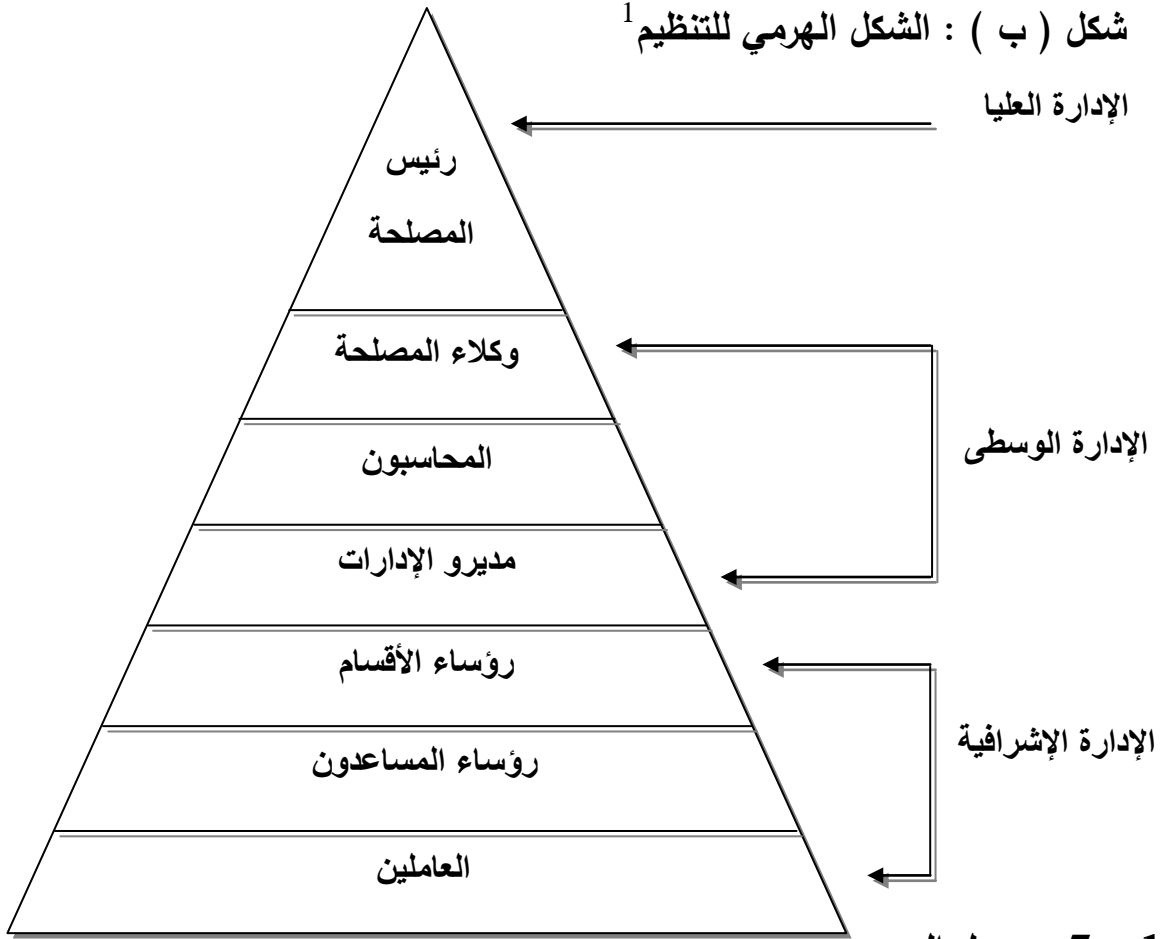 شكل ( ب ) : الشكل الهرمي للتنظيم1
الإدارة العليا
رئيس
المصلحة
وكلاء المصلحة
المحاسبون
الإدارة الوسطى
مديرو الإدارات
رؤساء الأقسام
الإدارة الإشرافية
رؤساء المساعدون
العاملين